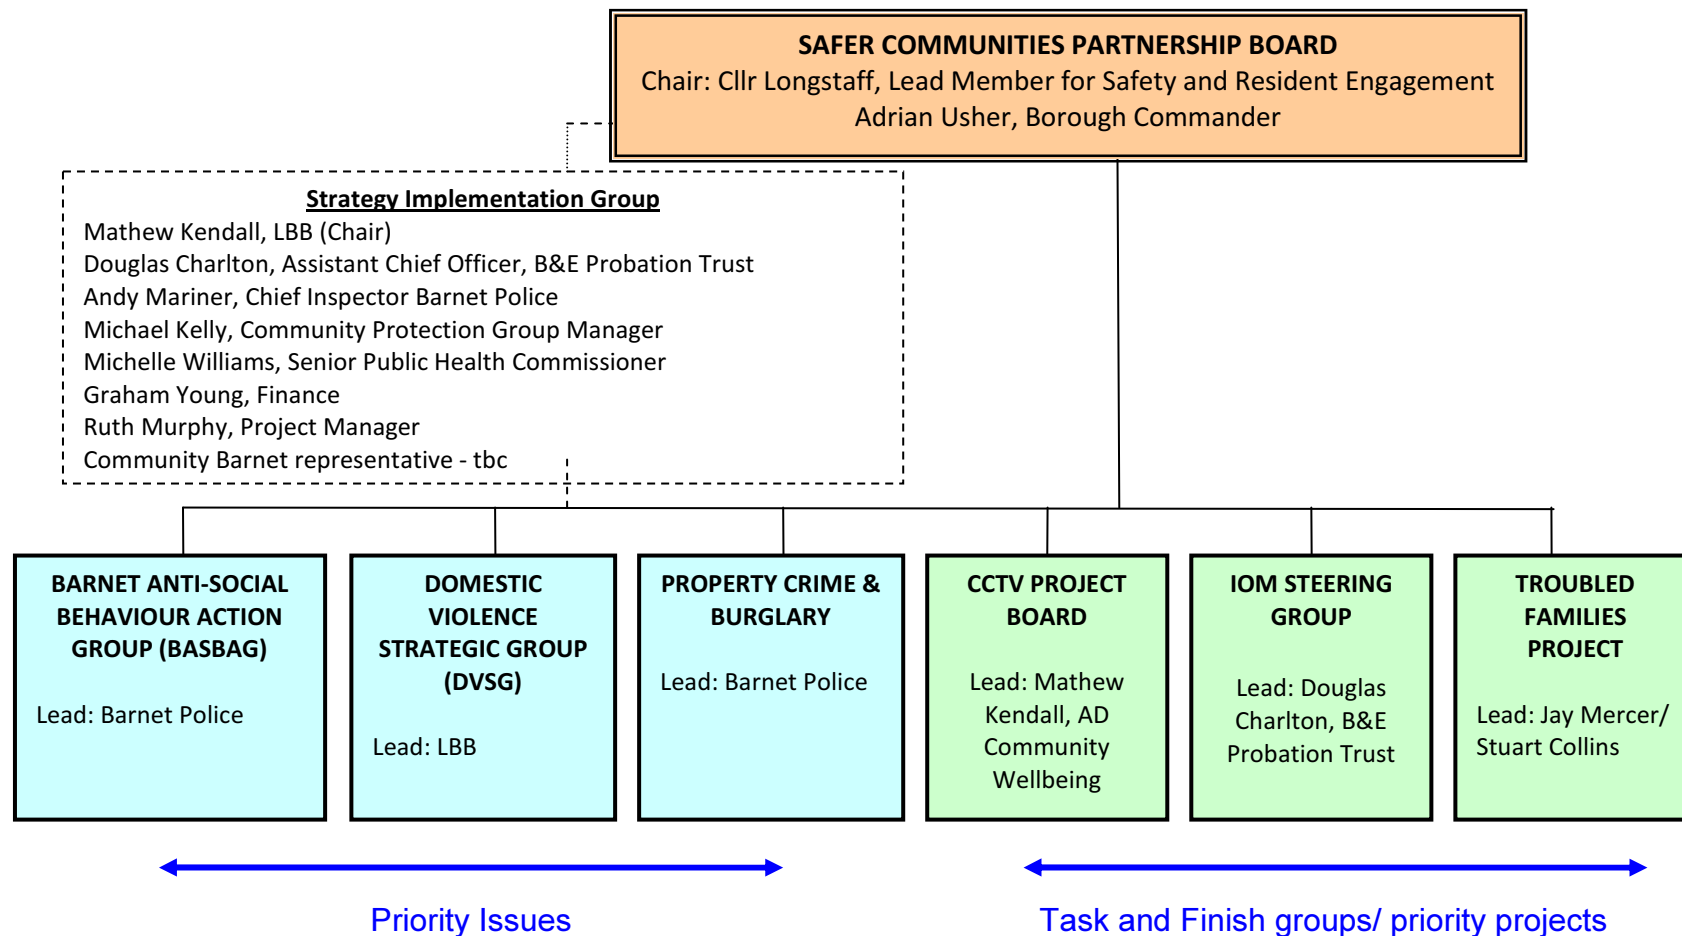 SAFER COMMUNITIES PARTNERSHIP BOARD
Chair: Cllr Longstaff, Lead Member for Safety and Resident Engagement
Adrian Usher, Borough Commander
Strategy Implementation Group
Mathew Kendall, LBB (Chair)
Douglas Charlton, Assistant Chief Officer, B&E Probation Trust
Andy Mariner, Chief Inspector Barnet Police
Michael Kelly, Community Protection Group Manager
Michelle Williams, Senior Public Health Commissioner
Graham Young, Finance
Ruth Murphy, Project Manager
Community Barnet representative - tbc
BARNET ANTI-SOCIAL
BEHAVIOUR ACTION
GROUP (BASBAG)
Lead: Barnet Police
DOMESTIC
VIOLENCE
STRATEGIC GROUP
(DVSG)
Lead: LBB
PROPERTY CRIME &
BURGLARY
Lead: Barnet Police
CCTV PROJECT
BOARD
Lead: Mathew
Kendall, AD
Community
Wellbeing
IOM STEERING
GROUP
Lead: Douglas
Charlton, B&E
Probation Trust
TROUBLED
FAMILIES
PROJECT
Lead: Jay Mercer/
Stuart Collins
Priority Issues
Task and Finish groups/ priority projects